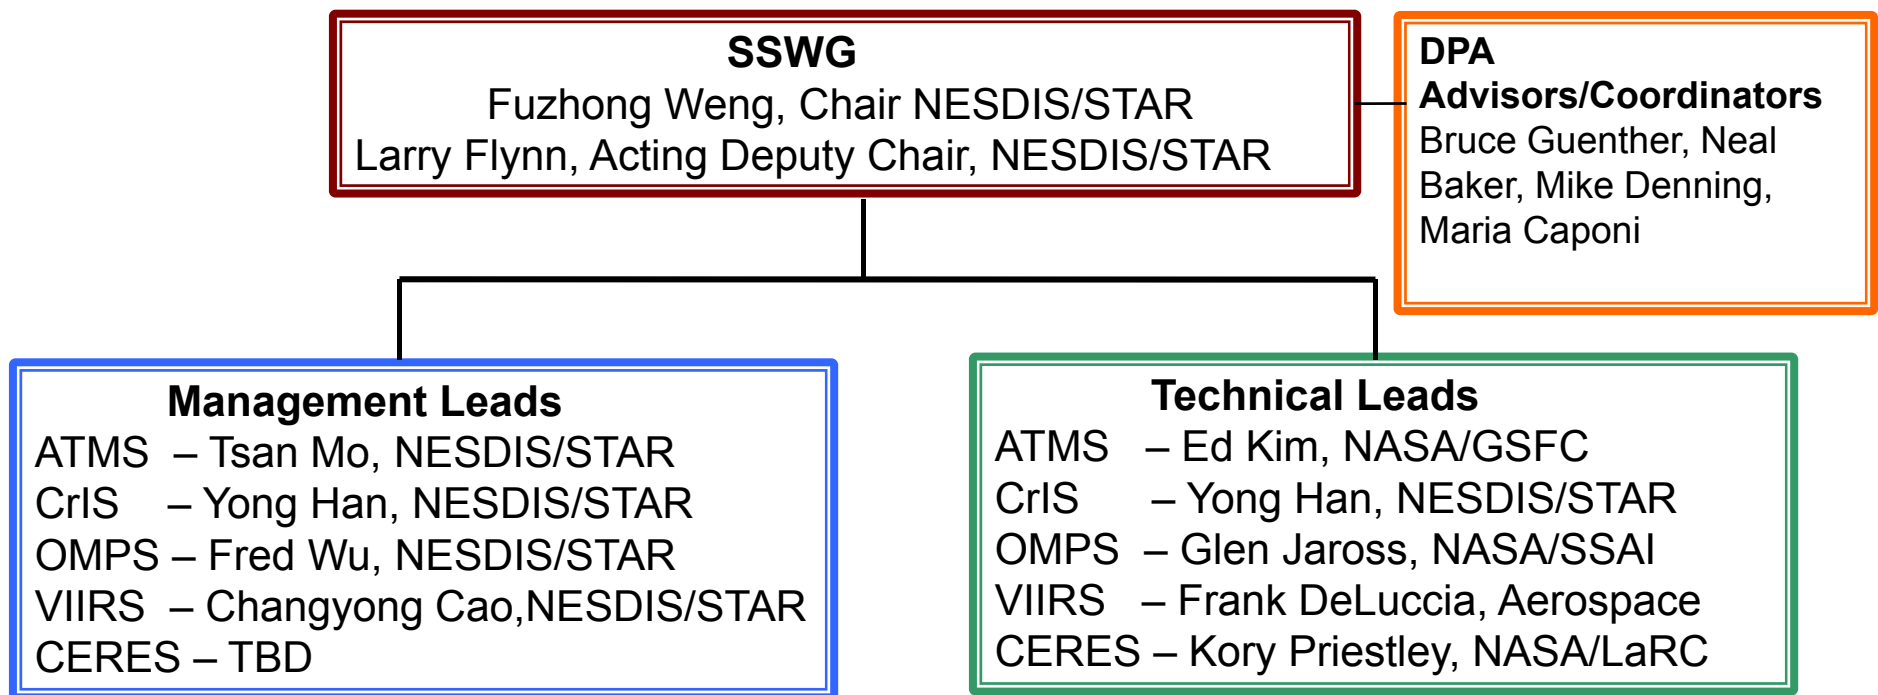 SSWG
Fuzhong Weng, Chair NESDIS/STAR
Larry Flynn, Acting Deputy Chair, NESDIS/STAR
DPA
Advisors/Coordinators
Bruce Guenther, Neal
Baker, Mike Denning,
Maria Caponi
Management Leads
ATMS – Tsan Mo, NESDIS/STAR
CrIS – Yong Han, NESDIS/STAR
OMPS – Fred Wu, NESDIS/STAR
VIIRS – Changyong Cao,NESDIS/STAR
CERES – TBD
Technical Leads
ATMS – Ed Kim, NASA/GSFC
CrIS – Yong Han, NESDIS/STAR
OMPS – Glen Jaross, NASA/SSAI
VIIRS – Frank DeLuccia, Aerospace
CERES – Kory Priestley, NASA/LaRC